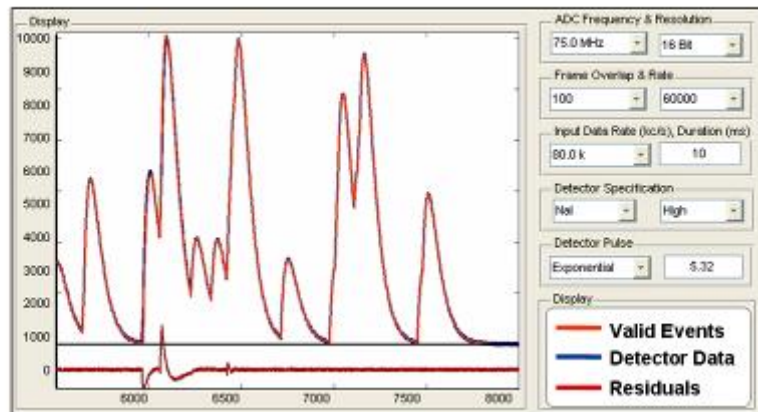 Display
10000
9000
8000
7000
6000
5000
4000
3000
2000
1000
0
6000 6500 7000 7500 8000
ADC Frequency & Resolution
75.0 MHz 16 Bit
Frame Overlap & Rate
100 60000
Input Data Rate (kc/s), Duration (ms)
80.0 k 10
Detector Specification
NaI High
Detector Pulse
Exponential 5.32
Display
Valid Events
Detector Data
Residuals